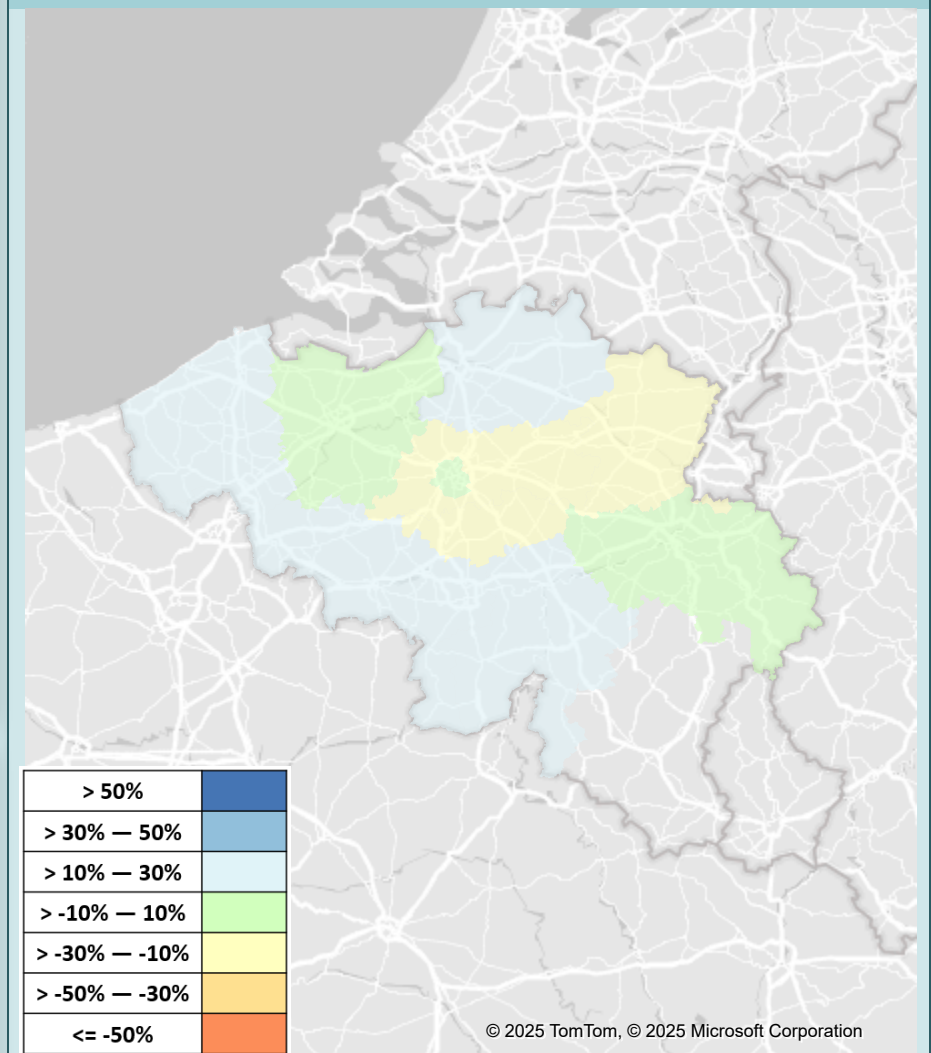 > 50%
> 30% — 50%
> 10% — 30%
> -10% — 10%
> -30% — -10%
> -50% — -30%
<= -50%
© 2025 TomTom, © 2025 Microsoft Corporation